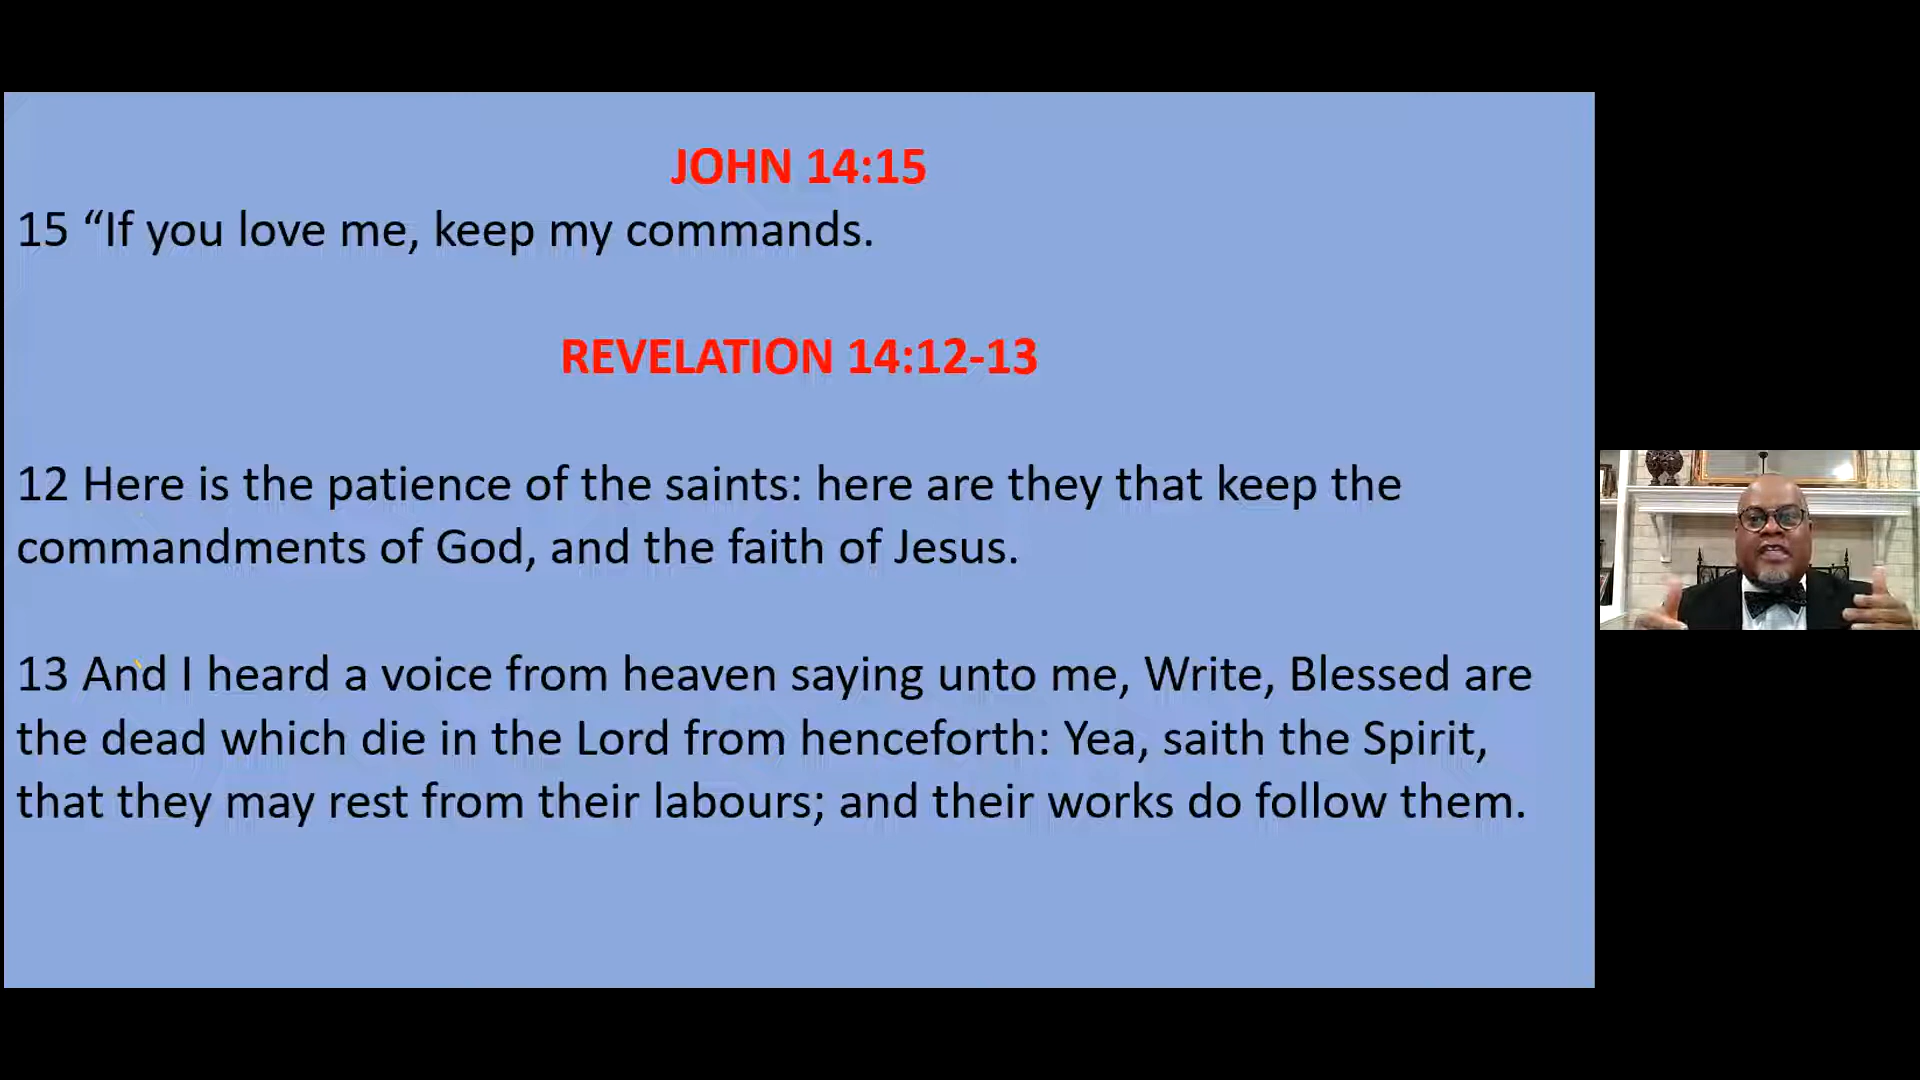 JOHN 14:15
15 “If you love me, keep my commands.
REVELATION 14:12-13
12 Here is the patience of the saints: here are they that keep the
commandments of God, and the faith of Jesus.
13 And I heard a voice from heaven saying unto me, Write, Blessed are
the dead which die in the Lord from henceforth: Yea, saith the Spirit,
that they may rest from their labours; and their works do follow them.